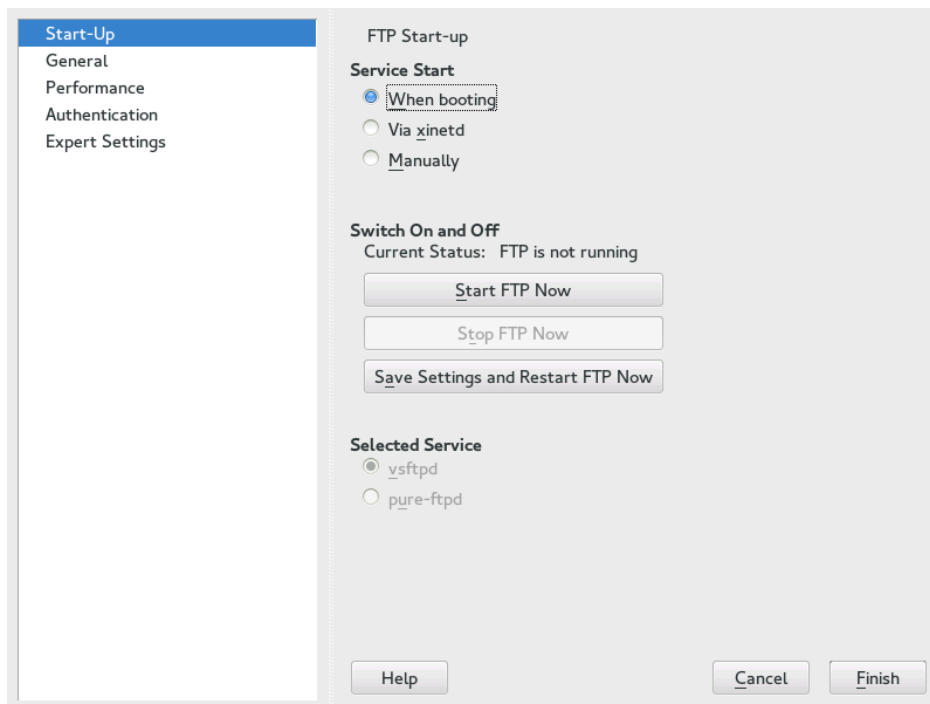 Start-Up
General
Performance
Authentication
Expert Settings
FTP Start-up
Service Start
When booting
Via xinetd
Manually
Switch On and Off
Current Status: FTP is not running
Start FTP Now
Stop FTP Now
Save Settings and Restart FTP Now
Selected Service
vsftpd
pure-ftpd
Help
Cancel
Finish